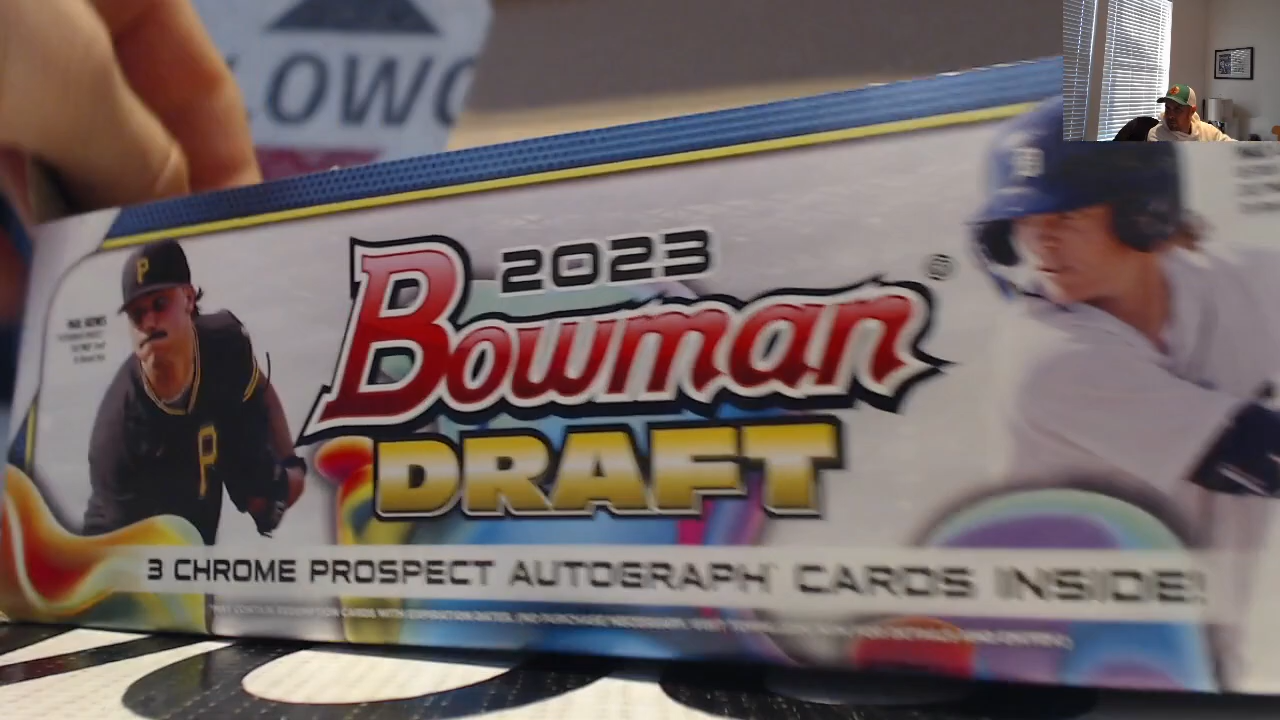 LOWC
2023
Bowman®
DRAFT
3 CHROME PROSPECT AUTOGRAPH* CARDS INSIDE!
P
P